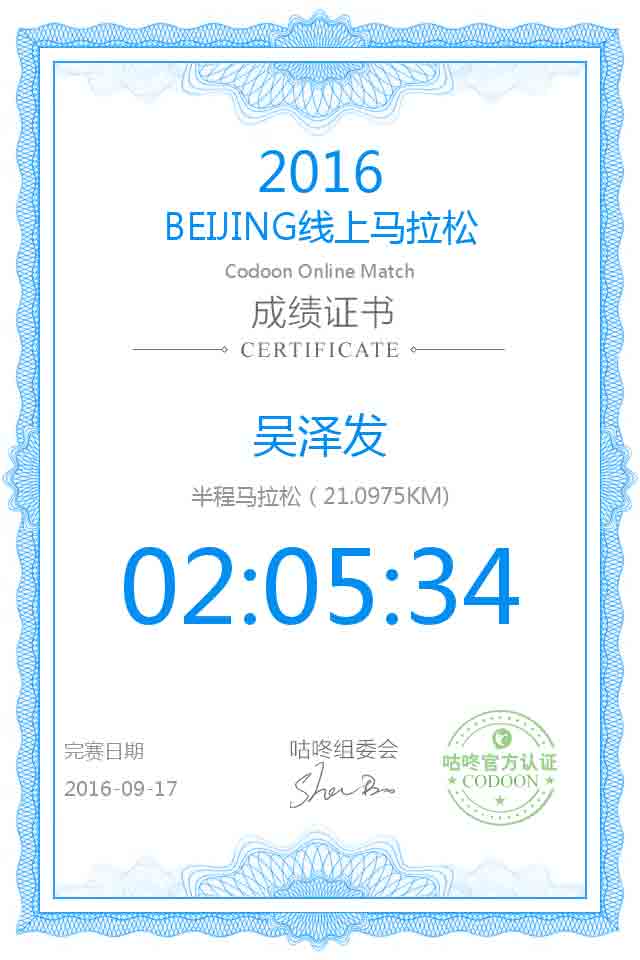 2016
BEIJING线上马拉松
Codoon Online Match
成绩证书
CERTIFICATE
吴泽发
半程马拉松（21.0975KM)
02:05:34
完赛日期
2016-09-17
咕咚组委会
咕咚官方认证
CODOON